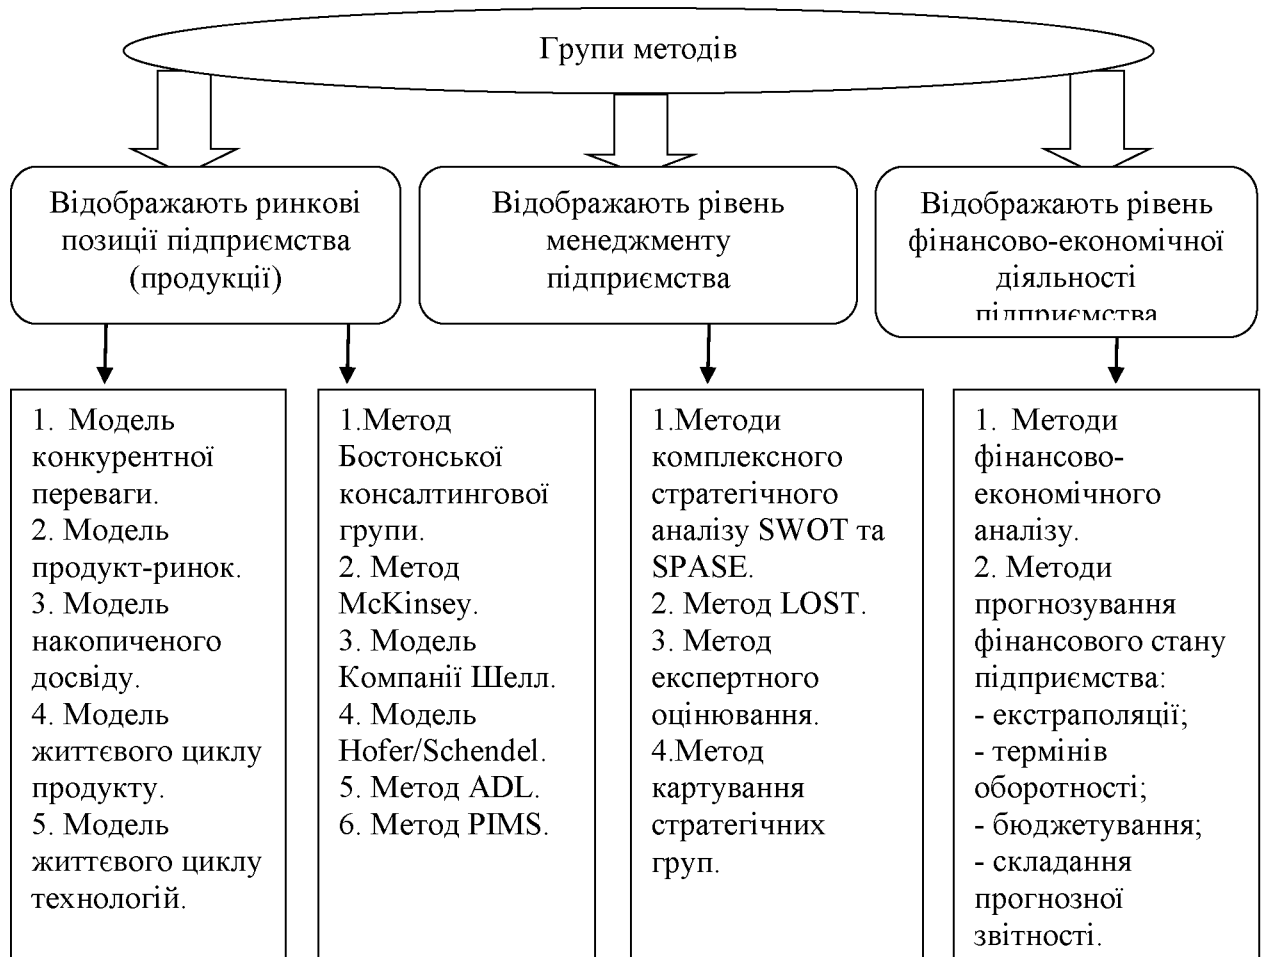 Групи методів
Відображають ринкові
позиції підприємства
(продукції)
Відображають рівень
менеджменту
підприємства
Відображають рівень
фінансово-економічної
діяльності
підприємства
1. Модель
конкурентної
переваги.
2. Модель
продукт-ринок.
3. Модель
накопиченого
досвіду.
4. Модель
життєвого циклу
продукту.
5. Модель
життєвого циклу
технологій.
1.Метод
Бостонської
консалтингової
групи.
2. Метод
McKinsey.
3. Модель
Компанії Шелл.
4. Модель
Hofer/Schendel.
5. Метод ADL.
6. Метод PIMS.
1.Методи
комплексного
стратегічного
аналізу SWOT та
SPASE.
2. Метод LOST.
3. Метод
експертного
оцінювання.
4.Метод
картування
стратегічних
груп.
1. Методи
фінансово-
економічного
аналізу.
2. Методи
прогнозування
фінансового стану
підприємства:
- екстраполяції;
- термінів
оборотності;
- бюджетування;
- складання
прогнозної
звітності.